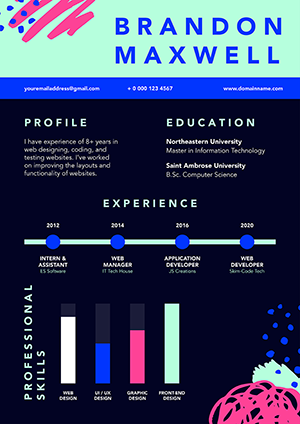 BRANDON
MAXWELL
youremailaddress@gmail.com
+ 0 000 123 4567
www.domainname.com
PROFILE
I have experience of 8+ years in
web designing, coding, and
testing websites. I've worked
on improving the layouts and
functionality of websites.
EDUCATION
Northeastern University
Master in Information Technology
Saint Ambrose University
B.Sc. Computer Science
EXPERIENCE
2012
2014
2016
2020
INTERN &
ASSISTANT
ES Software
WEB
MANAGER
IT Tech House
APPLICATION
DEVELOPER
JS Creations
WEB
DEVELOPER
Skim Code Tech
PROFESSIONAL
SKILLS
WEB
DESIGN
UI / UX
DESIGN
GRAPHIC
DESIGN
FRONT-END
DESIGN